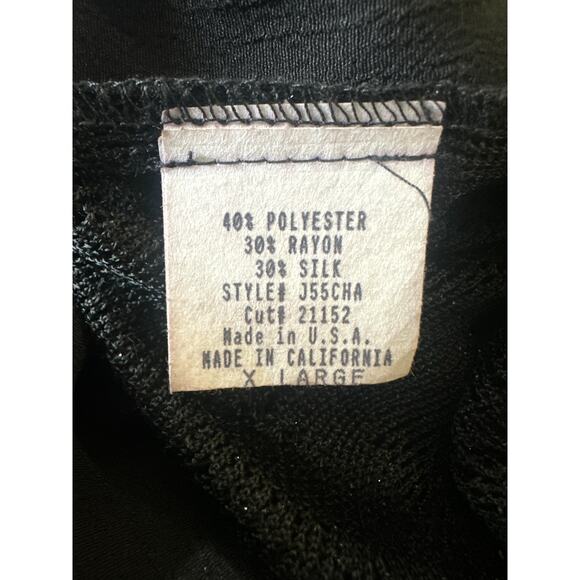 40% POLYESTER
30% RAYON
30% SILK
STYLE# J55CHA
Cut# 21152
Made in U.S.A.
MADE IN CALIFORNIA
X LARGE